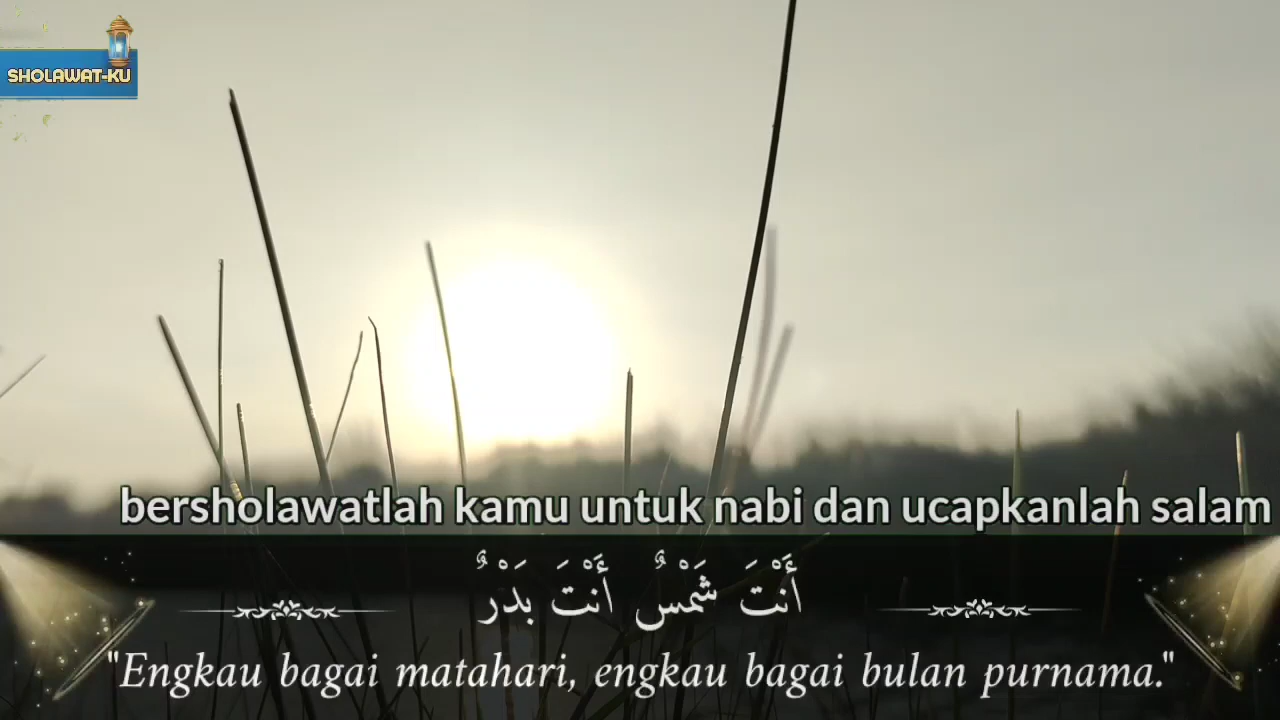 SHOLAWAT-KU
bersholawatlah kamu untuk nabi dan ucapkanlah salam
أَنْتَ شَمْسٌ أَنْتَ بَدْرٌ
"Engkau bagai matahari, engkau bagai bulan purnama."